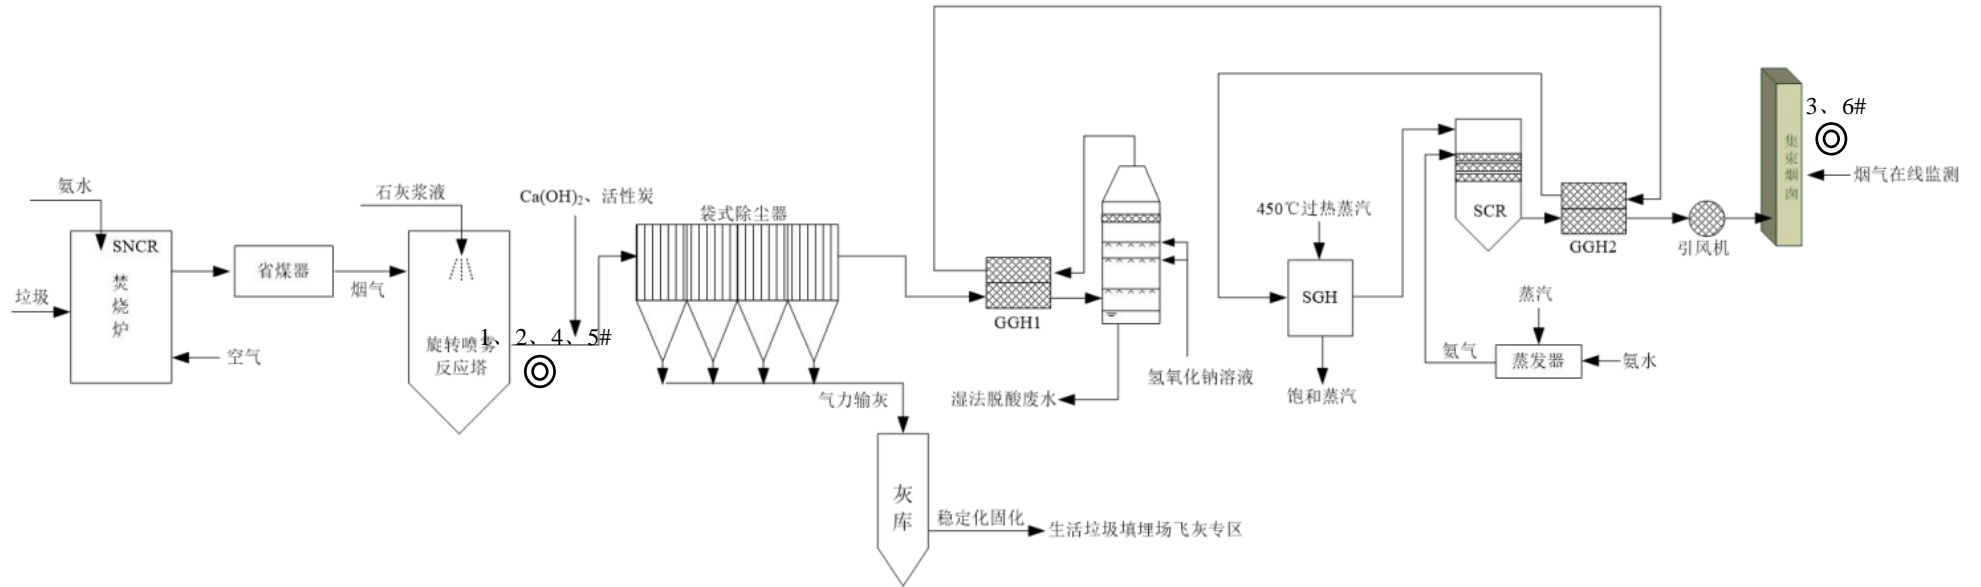 氨水
SNCR
焚
烧
炉
垃圾
空气
省煤器
烟气
石灰浆液
旋转喷雾
反应塔
1、2、4、5#
Ca(OH)2、活性炭
袋式除尘器
气力输灰
灰
库
稳定化固化
生活垃圾填埋场飞灰专区
GGH1
湿法脱酸废水
氢氧化钠溶液
450℃过热蒸汽
SGH
饱和蒸汽
SCR
GGH2
引风机
蒸汽
蒸发器
氨气
氨水
集束烟囱
3、6#
烟气在线监测